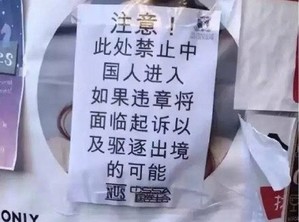 注意！
此处禁止中
国人进入
如果违章将
面临起诉以
及驱逐出境
的可能
ONLY